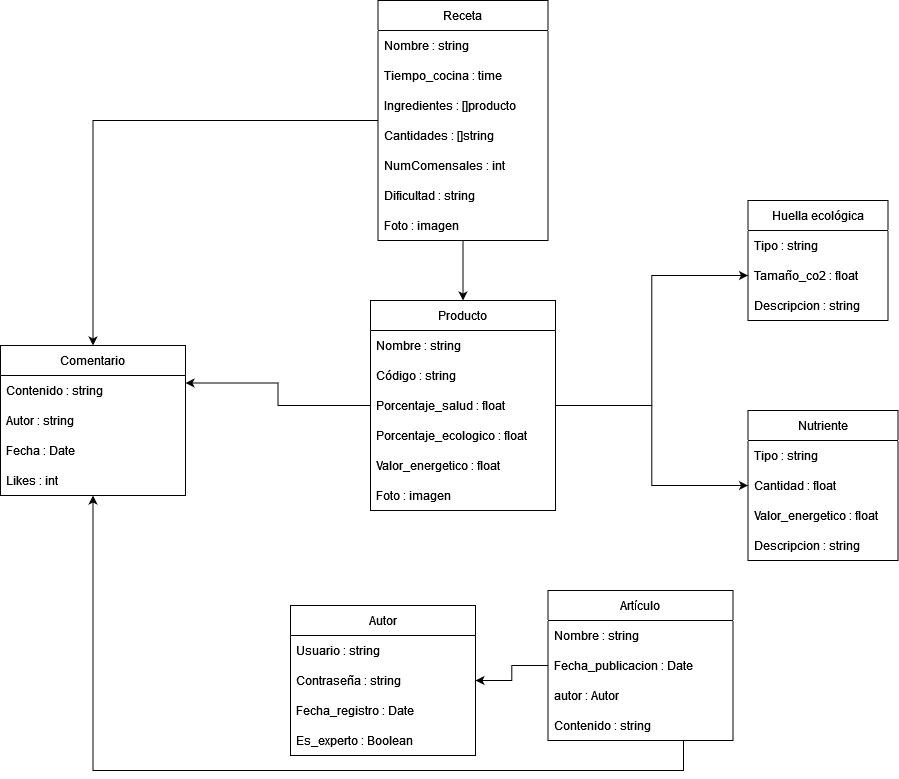 Receta
Nombre : string
Tiempo_cocina : time
Ingredientes : []producto
Cantidades : []string
NumComensales : int
Dificultad : string
Foto : imagen
Huella ecológica
Tipo : string
Tamaño_co2 : float
Descripcion : string
Producto
Nombre : string
Código : string
Porcentaje_salud : float
Porcentaje_ecologico : float
Valor_energetico : float
Foto : imagen
Comentario
Contenido : string
Autor : string
Fecha : Date
Likes : int
Nutriente
Tipo : string
Cantidad : float
Valor_energetico : float
Descripcion : string
Autor
Usuario : string
Contraseña : string
Fecha_registro : Date
Es_experto : Boolean
Artículo
Nombre : string
Fecha_publicacion : Date
autor : Autor
Contenido : string